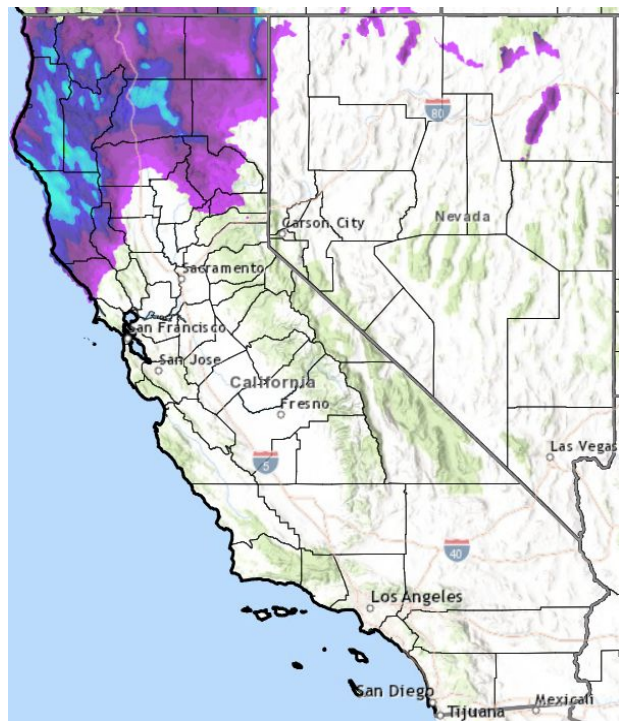 80
Carson City
Nevada
Sacramento
San Francisco
San Jose
California
Fresno
5
Las Vegas
40
Los Angeles
San Diego
Tijuana
Mexicali